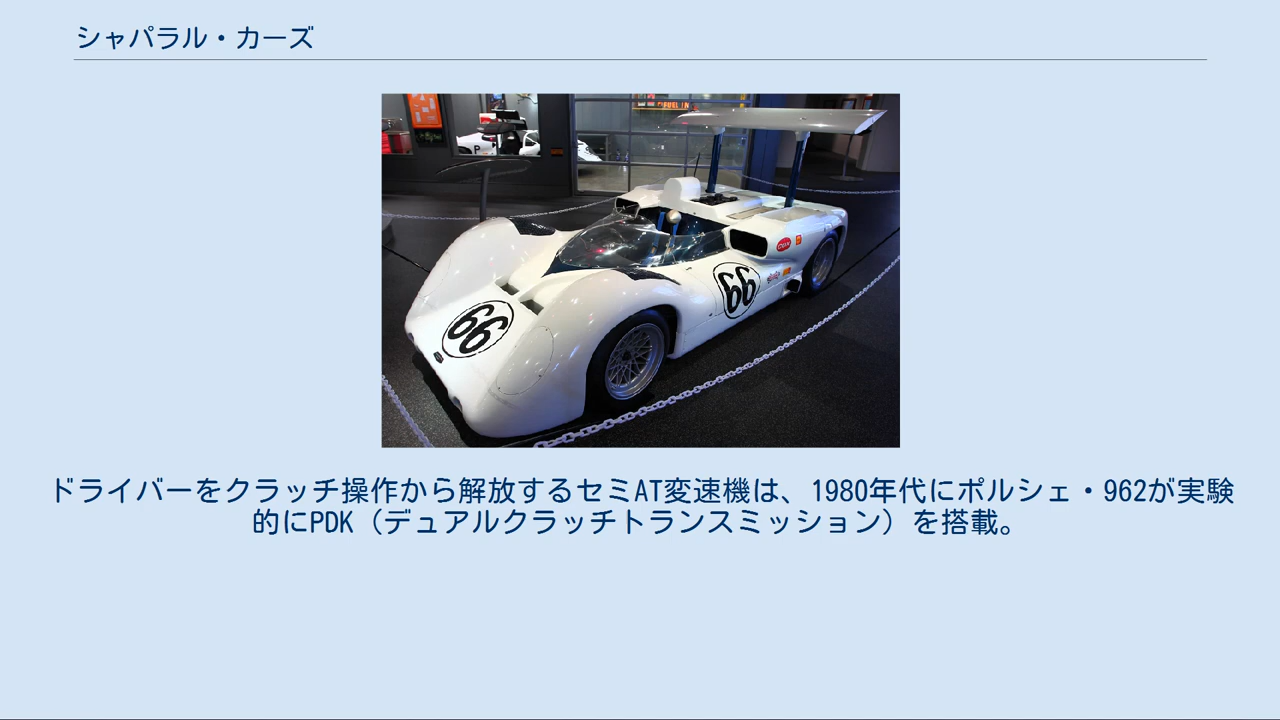 シャパラル・カーズ
FUEL IN
66
66
ドライバーをクラッチ操作から解放するセミAT変速機は、1980年代にポルシェ・962が実験
的にPDK（デュアルクラッチトランスミッション）を搭載。